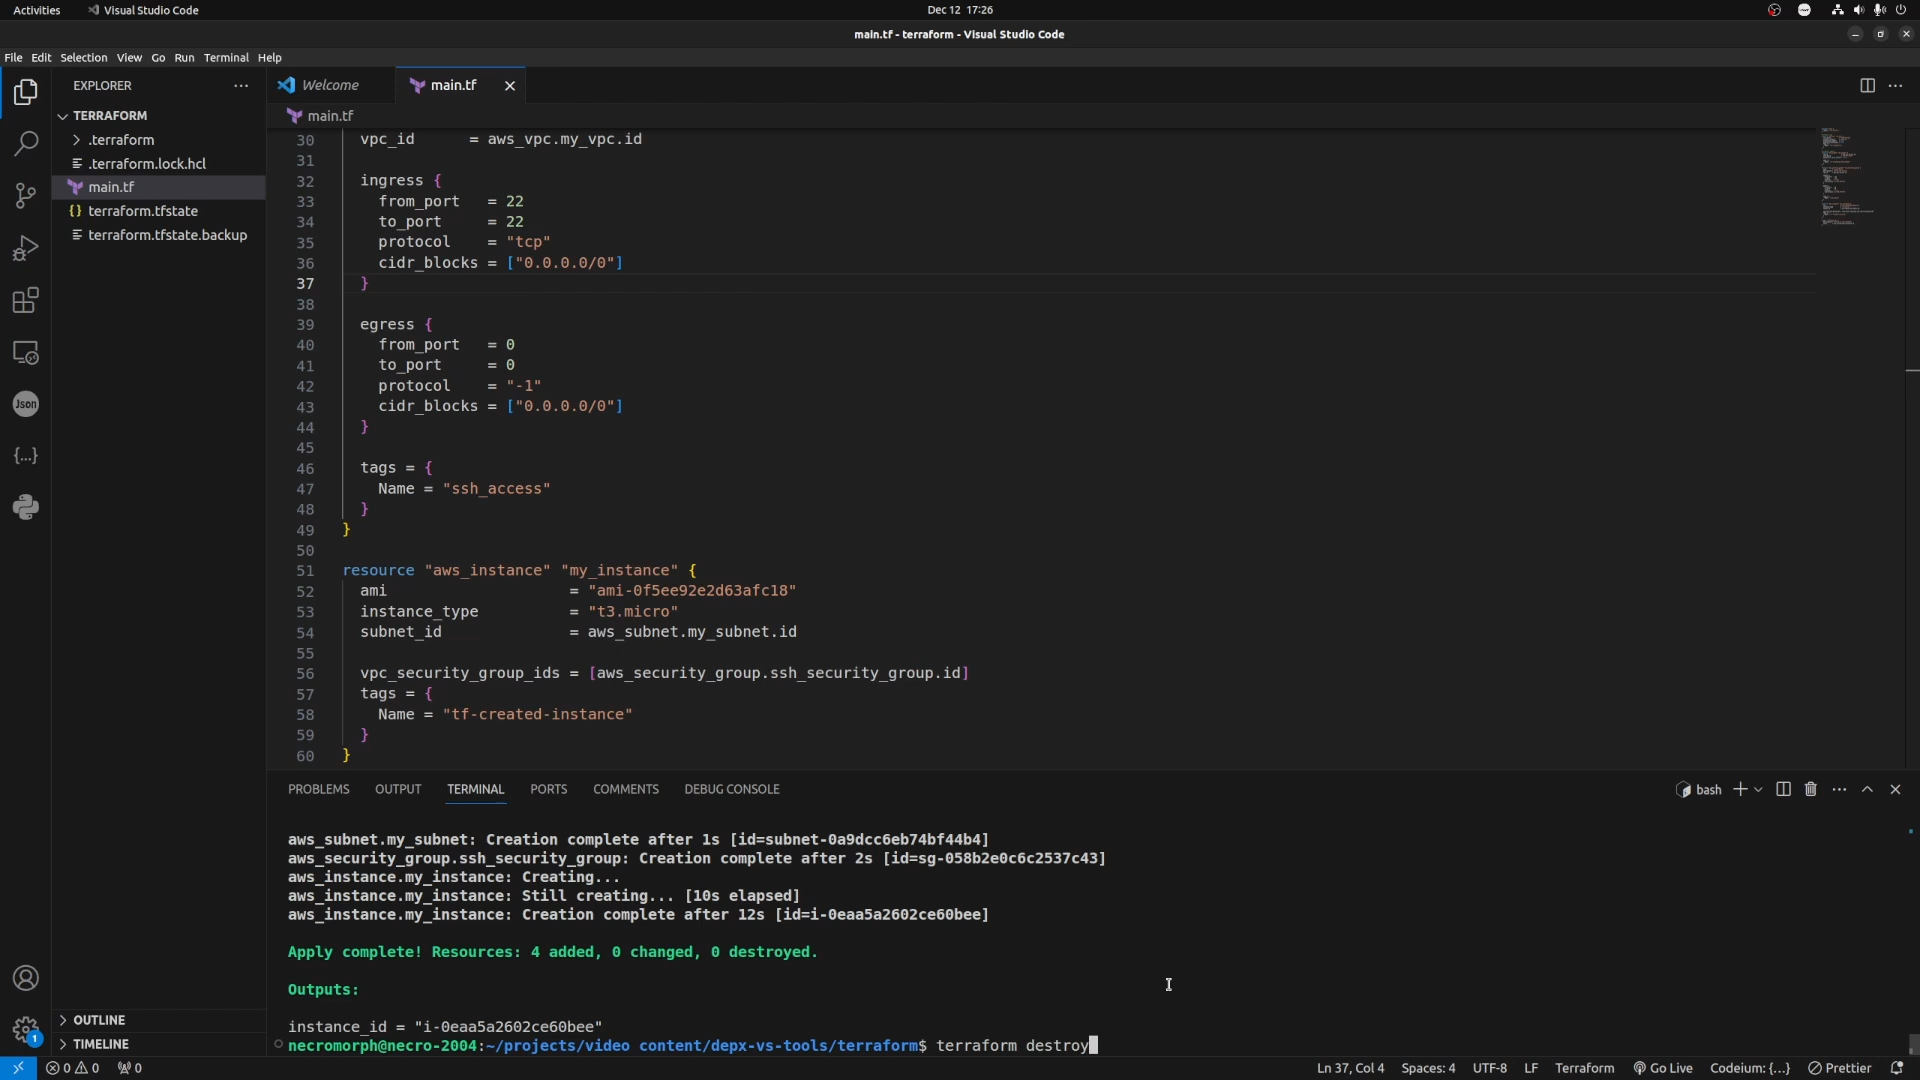 Activities
Visual Studio Code
Dec 12 17:26
main.tf - terraform - Visual Studio Code
File Edit Selection View Go Run Terminal Help
EXPLORER
Welcome
main.tf
TERRAFORM
.terraform
.terraform.lock.hcl
main.tf
terraform.tfstate
terraform.tfstate.backup
OUTLINE
TIMELINE
Json
{...}
1
main.tf
30 vpc_id = aws_vpc.my_vpc.id
31
32 ingress {
33 from_port = 22
34 to_port = 22
35 protocol = "tcp"
36 cidr_blocks = ["0.0.0.0/0"]
37 }
38
39 egress {
40 from_port = 0
41 to_port = 0
42 protocol = "-1"
43 cidr_blocks = ["0.0.0.0/0"]
44 }
45
46 tags = {
47 Name = "ssh_access"
48 }
49 }
50
51 resource "aws_instance" "my_instance" {
52 ami = "ami-0f5ee92e2d63afc18"
53 instance_type = "t3.micro"
54 subnet_id = aws_subnet.my_subnet.id
55
56 vpc_security_group_ids = [aws_security_group.ssh_security_group.id]
57 tags = {
58 Name = "tf-created-instance"
59 }
60 }
PROBLEMS OUTPUT TERMINAL PORTS COMMENTS DEBUG CONSOLE
bash
aws_subnet.my_subnet: Creation complete after 1s [id=subnet-0a9dcc6eb74bf44b4]
aws_security_group.ssh_security_group: Creation complete after 2s [id=sg-058b2e0c6c2537c43]
aws_instance.my_instance: Creating...
aws_instance.my_instance: Still creating... [10s elapsed]
aws_instance.my_instance: Creation complete after 12s [id=i-0eaa5a2602ce60bee]
Apply complete! Resources: 4 added, 0 changed, 0 destroyed.
Outputs:
instance_id = "i-0eaa5a2602ce60bee"
necromorph@necro-2004:~/projects/video content/depx-vs-tools/terraform$ terraform destroy
0 0 0
Ln 37, Col 4 Spaces: 4 UTF-8 LF Terraform Go Live Codeium: {...} Prettier